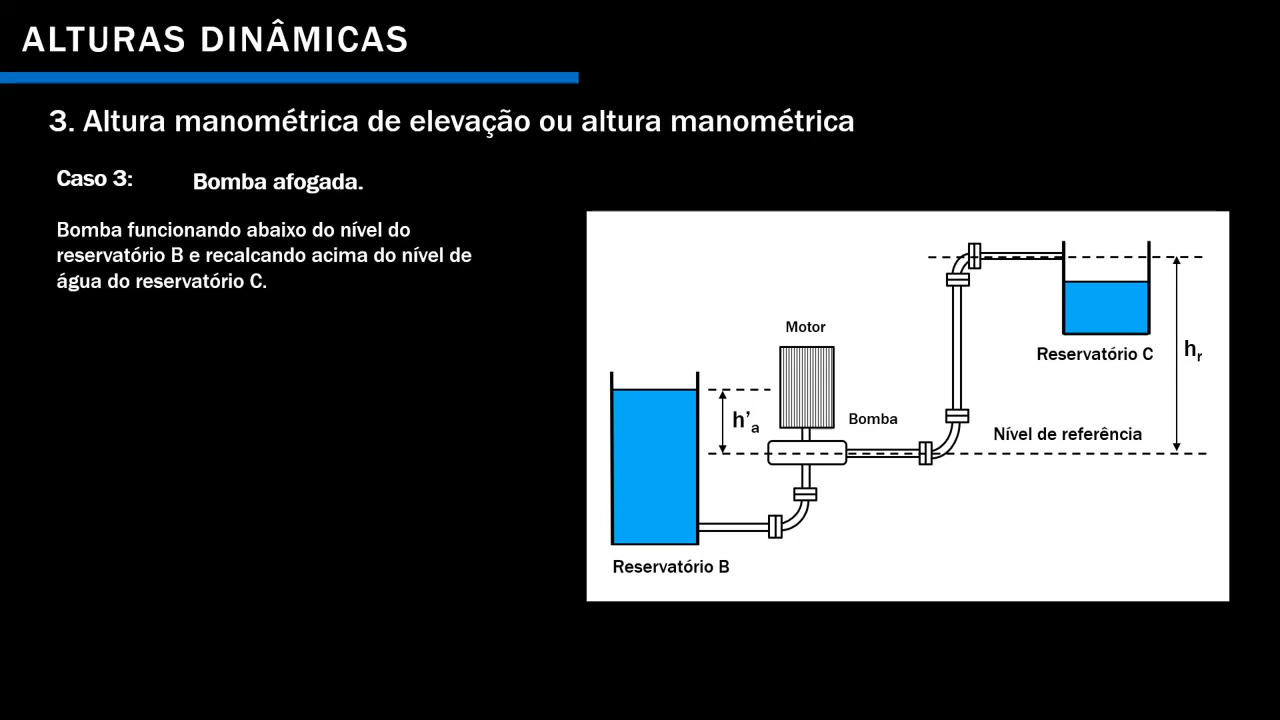 ALTURAS DINÂMICAS
3. Altura manométrica de elevação ou altura manométrica
Caso 3: Bomba afogada.
Bomba funcionando abaixo do nível do
reservatório B e recalcando acima do nível de
água do reservatório C.
Motor
Reservatório C
hr
h’a
Bomba
Nível de referência
Reservatório B